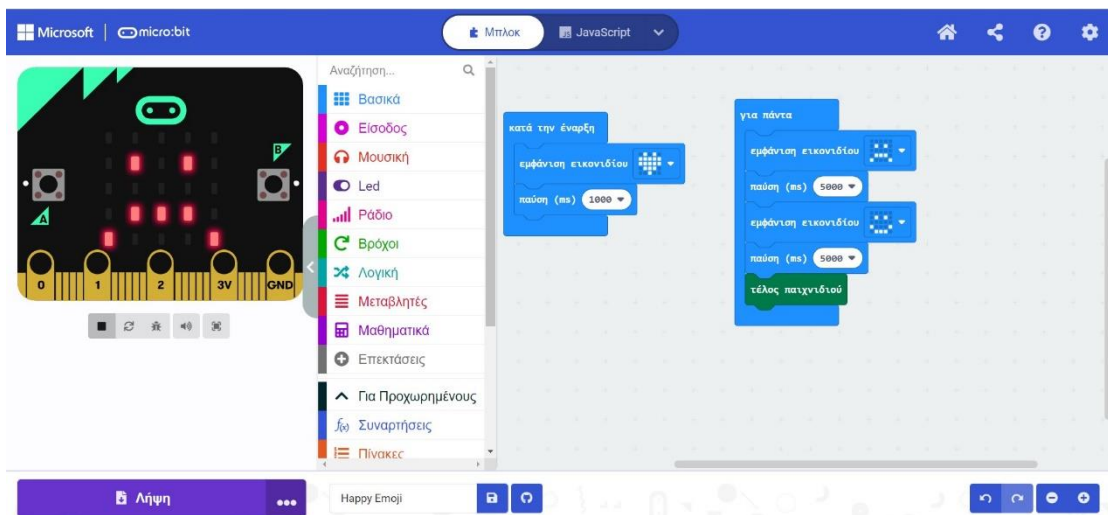 Microsoft micro:bit
Μπλοκ
JavaScript
Αναζήτηση...
Βασικά
Είσοδος
Μουσική
Led
Ράδιο
Βρόχοι
Λογική
Μεταβλητές
Μαθηματικά
Επεκτάσεις
Για Προχωρημένους
f(x) Συναρτήσεις
Πίνακες
A
B
0 1 2 3V GND
κατά την έναρξη
εμφάνιση εικονιδίου
παύση (ms) 1000
για πάντα
εμφάνιση εικονιδίου
παύση (ms) 5000
εμφάνιση εικονιδίου
παύση (ms) 5000
τέλος παιχνιδιού
Λήψη
Happy Emoji